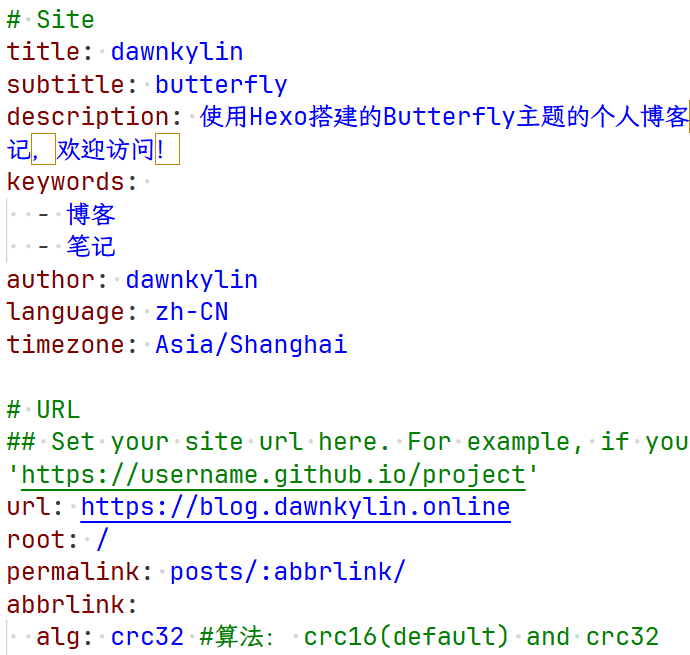 # Site
title: dawnkylin
subtitle: butterfly
description: 使用Hexo搭建的Butterfly主题的个人博客
记，欢迎访问！
keywords:
  - 博客
  - 笔记
author: dawnkylin
language: zh-CN
timezone: Asia/Shanghai
# URL
## Set your site url here. For example, if you
'https://username.github.io/project'
url: https://blog.dawnkylin.online
root: /
permalink: posts/:abbrlink/
abbrlink:
  alg: crc32 #算法： crc16(default) and crc32